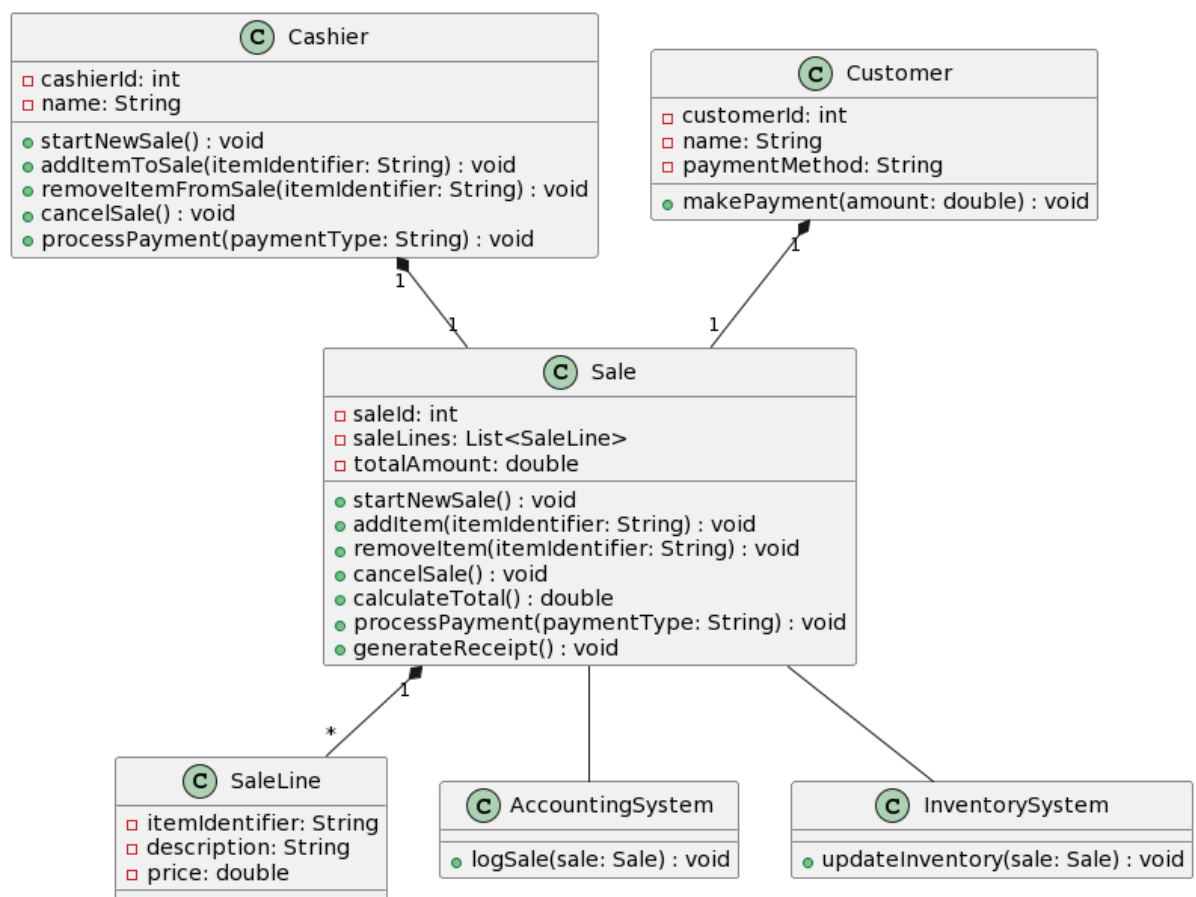 C Cashier
cashierId: int
name: String
startNewSale() : void
addItemToSale(itemIdentifier: String) : void
removeItemFromSale(itemIdentifier: String) : void
cancelSale() : void
processPayment(paymentType: String) : void
C Customer
customerId: int
name: String
paymentMethod: String
makePayment(amount: double) : void
1
1
1
1
C Sale
saleId: int
saleLines: List<SaleLine>
totalAmount: double
startNewSale() : void
addItem(itemIdentifier: String) : void
removeItem(itemIdentifier: String) : void
cancelSale() : void
calculateTotal() : double
processPayment(paymentType: String) : void
generateReceipt() : void
1
*
C SaleLine
itemIdentifier: String
description: String
price: double
C AccountingSystem
logSale(sale: Sale) : void
C InventorySystem
updateInventory(sale: Sale) : void